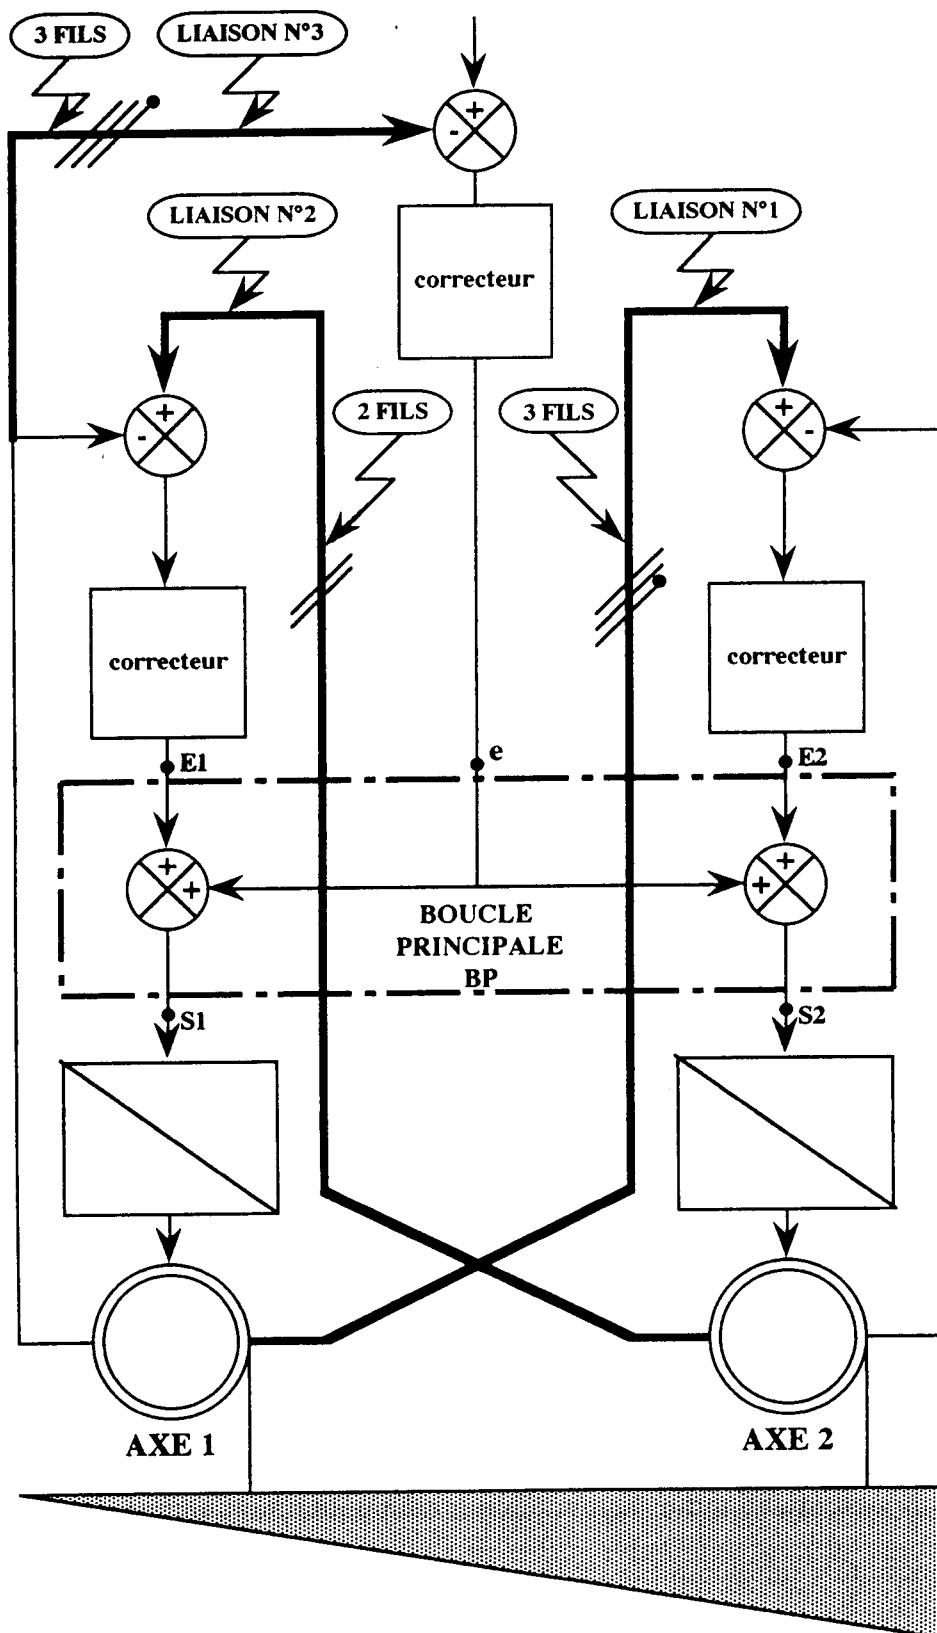 3 FILS
LIAISON N°3
+
-
LIAISON N°2
LIAISON N°1
correcteur
2 FILS
3 FILS
+
-
+
-
correcteur
correcteur
E1
e
E2
+
+
+
+
BOUCLE
PRINCIPALE
BP
S1
S2
AXE 1
AXE 2